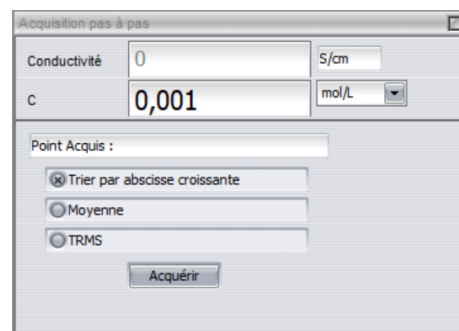 Acquisition pas à pas
Conductivité 0 S/cm
C 0,001 mol/L
Point Acquis :
Trier par abscisse croissante
Moyenne
TRMS
Acquérir